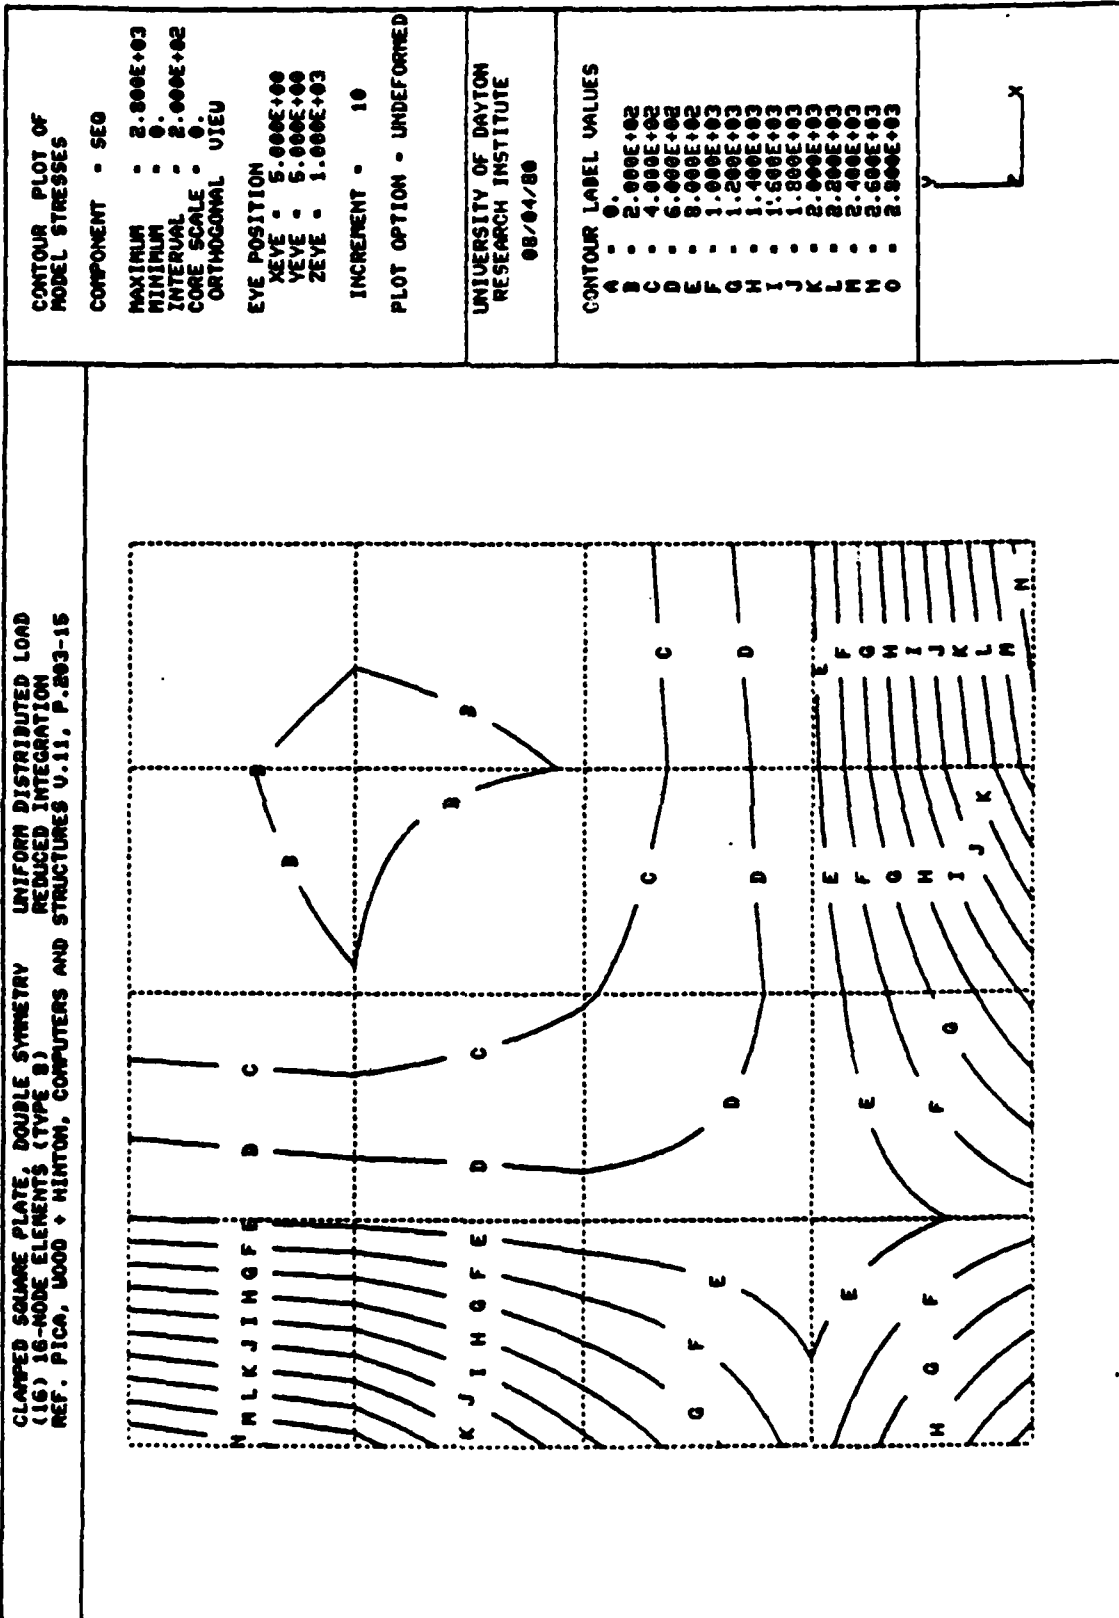 CLAMPED SQUARE PLATE, DOUBLE SYMMETRY UNIFORM DISTRIBUTED LOAD
(16) 16-NODE ELEMENTS (TYPE 8) REDUCED INTEGRATION
REF. PICA, WOOD + HINTON, COMPUTERS AND STRUCTURES V.11, P.203-15
CONTOUR PLOT OF
MODEL STRESSES
COMPONENT = SEQ
MAXIMUM = 2.800E+03
MINIMUM = 0.
INTERVAL = 2.000E+02
CORE SCALE = 0.
ORTHOGONAL VIEW
EYE POSITION
XEYE = 5.000E+00
YEYE = 5.000E+00
ZEYE = 1.000E+03
INCREMENT = 10
PLOT OPTION = UNDEFORMED
UNIVERSITY OF DAYTON
RESEARCH INSTITUTE
08/04/80
CONTOUR LABEL VALUES
A = 0.
B = 2.000E+02
C = 4.000E+02
D = 6.000E+02
E = 8.000E+02
F = 1.000E+03
G = 1.200E+03
H = 1.400E+03
I = 1.600E+03
J = 1.800E+03
K = 2.000E+03
L = 2.200E+03
M = 2.400E+03
N = 2.600E+03
O = 2.800E+03
Y
Z
X
N M L K J I H G F E D C B B
K J I H G F E D C B B
G F E D C C
H G F E E F D G E F G H I J K D C
E F G H I J K L M N D C